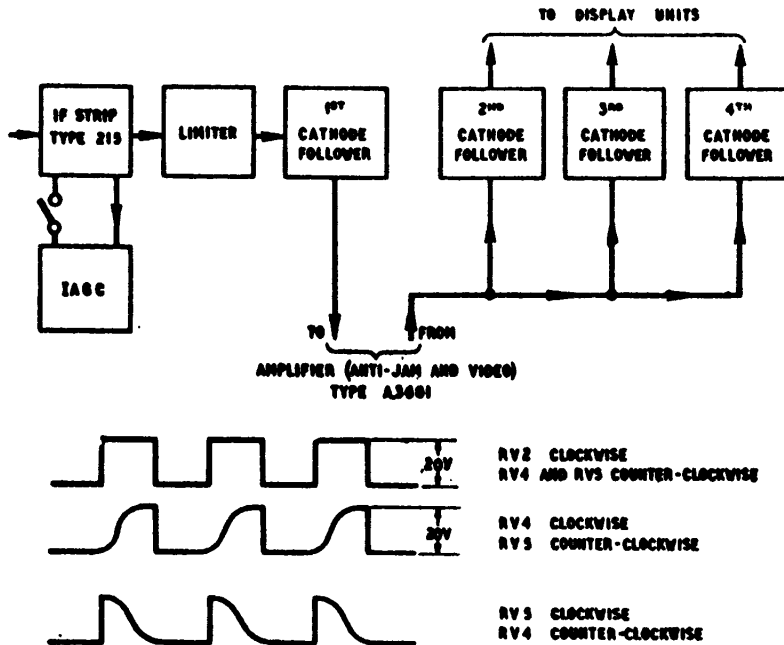 TO DISPLAY UNITS
IF STRIP
TYPE 215
LIMITER
1ST
CATHODE
FOLLOWER
2ND
CATHODE
FOLLOWER
3RD
CATHODE
FOLLOWER
4TH
CATHODE
FOLLOWER
IAGC
TO FROM
AMPLIFIER (ANTI-JAM AND VIDEO)
TYPE A3661
20V
RV2 CLOCKWISE
RV4 AND RV5 COUNTER-CLOCKWISE
20V
RV4 CLOCKWISE
RV5 COUNTER-CLOCKWISE
RV5 CLOCKWISE
RV4 COUNTER-CLOCKWISE